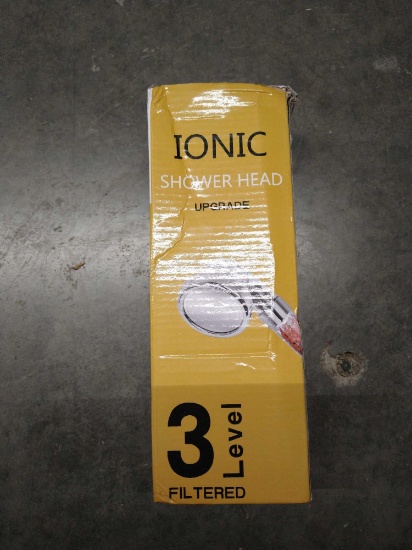 IONIC
SHOWER HEAD
UPGRADE
3 Level
FILTERED